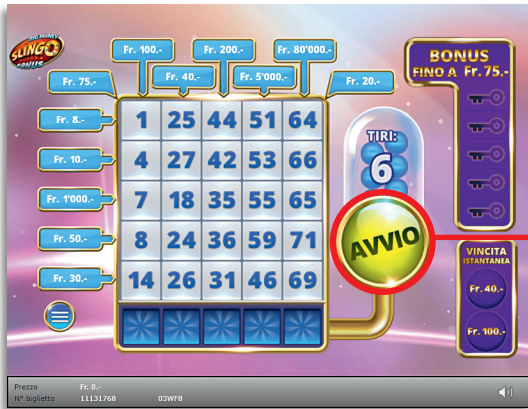 BIG MONEY
SLINGO
BONUS
Fr. 100.- Fr. 200.- Fr. 80'000.-
Fr. 75.- Fr. 40.- Fr. 5'000.- Fr. 20.-
BONUS
FINO A Fr. 75.-
Fr. 8.- 1 25 44 51 64
Fr. 10.- 4 27 42 53 66
Fr. 1'000.- 7 18 35 55 65
Fr. 50.- 8 24 36 59 71
Fr. 30.- 14 26 31 46 69
TIRI:
6
AVVIO
VINCITA
ISTANTANEA
Fr. 40.-
Fr. 100.-
Prezzo Fr. 8.-
N° biglietto 11131768 03WF8